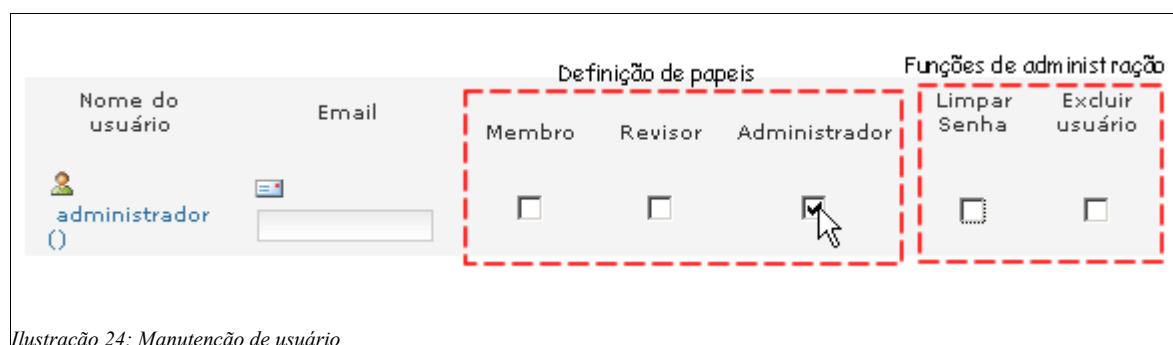 Definição de papeis
Funções de administração
Nome do
usuário
Email
Membro
Revisor
Administrador
Limpar
Senha
Excluir
usuário
administrador
()
Ilustração 24: Manutenção de usuário